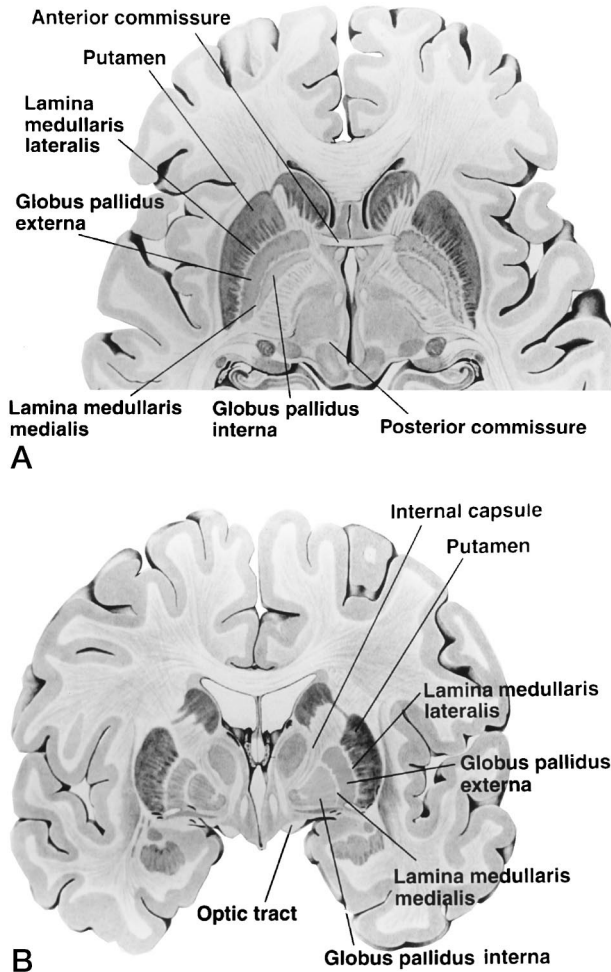 Anterior commissure
Putamen
Lamina
medullaris
lateralis
Globus pallidus
externa
Lamina medullaris
medialis
Globus pallidus
interna
Posterior commissure
A
Internal capsule
Putamen
Lamina medullaris
lateralis
Globus pallidus
externa
Lamina medullaris
medialis
Optic tract
Globus pallidus interna
B